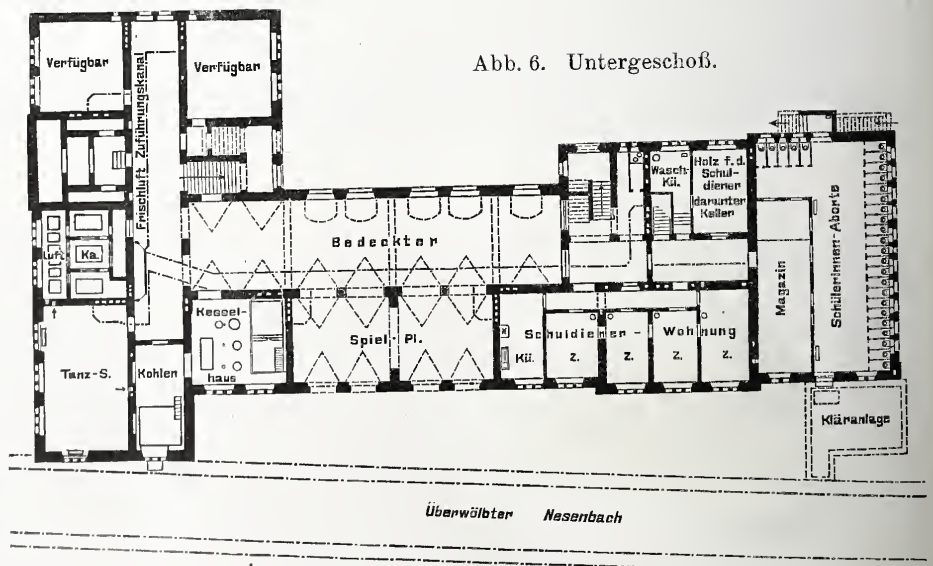 Abb. 6. Untergeschoß.
Verfügbar
Frischluft Zuführungskanal
Verfügbar
Wasch-
Kü.
Holz f. d.
Schul-
diener
darunter
Keller
Bedeckter
Spiel-Pl.
Luft
Ka.
Magazin
Schülerinnen-Aborte
Kessel-
haus
Schuldiener-Wohnung
Kü.
Z.
Z.
Z.
Z.
Tanz-S.
Kohlen
Kläranlage
Überwölbter Nesenbach